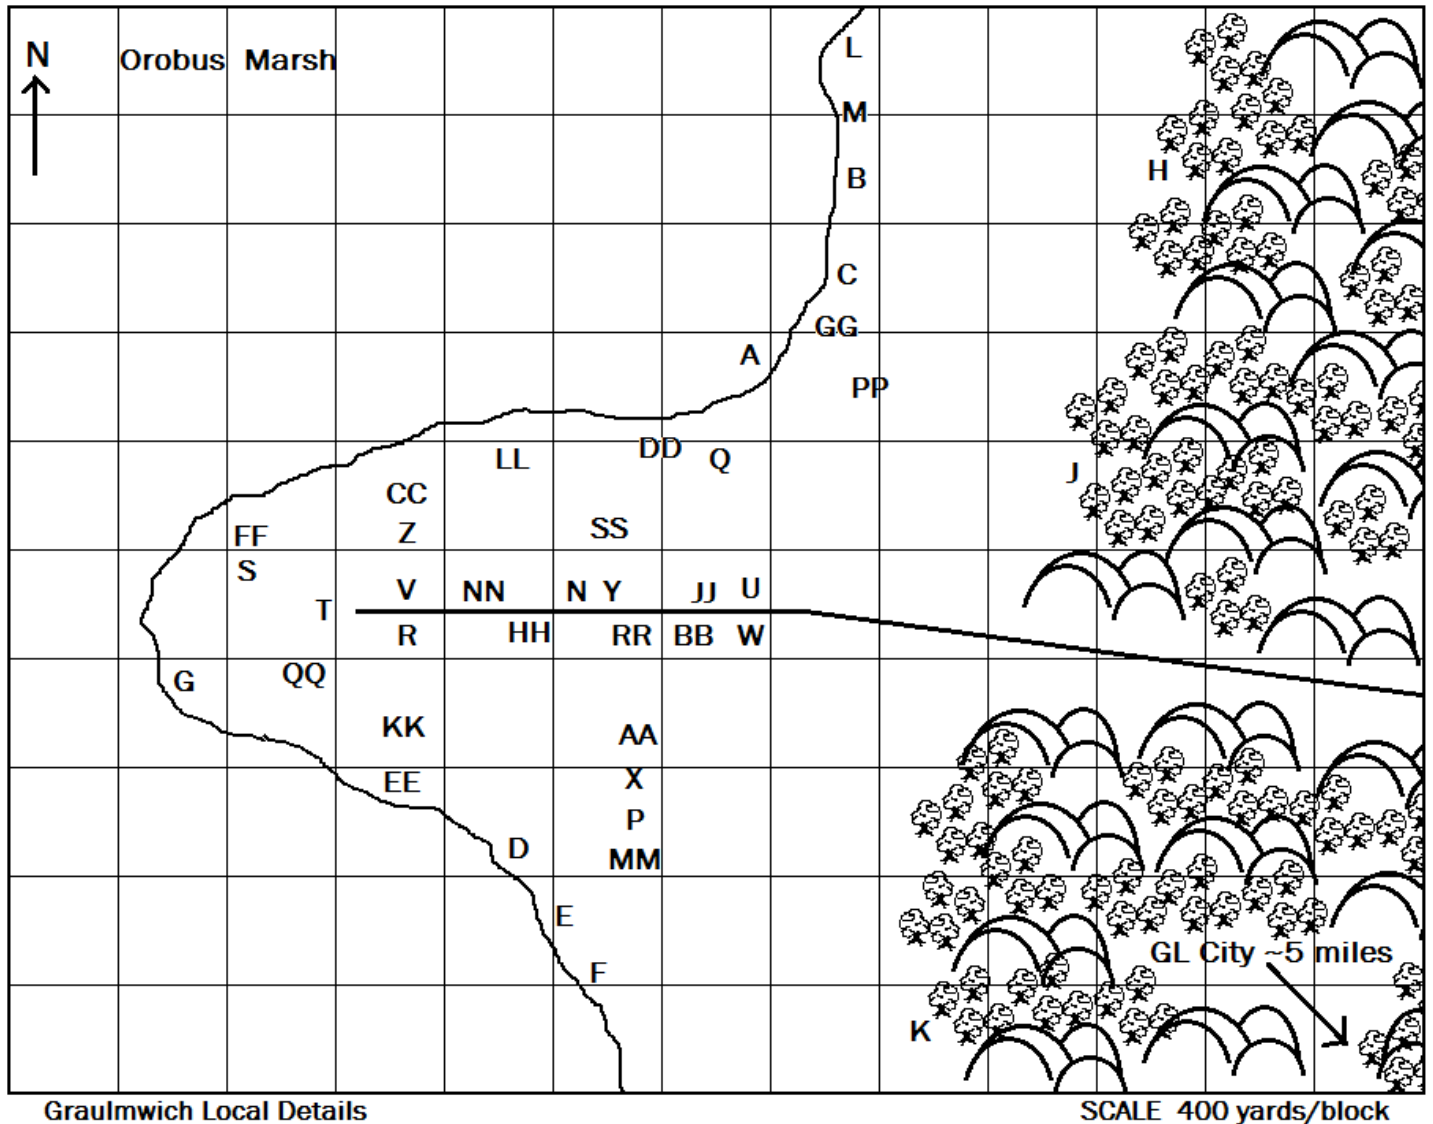 N
Orobus Marsh
L
M
H
B
C
GG
A
PP
DD
LL
Q
J
CC
FF
Z
SS
S
V
NN
N
Y
JJ
U
T
R
HH
RR
BB
W
QQ
G
KK
AA
EE
X
P
D
MM
E
GL City ~5 miles
F
K
Graulmwich Local Details
SCALE 400 yards/block